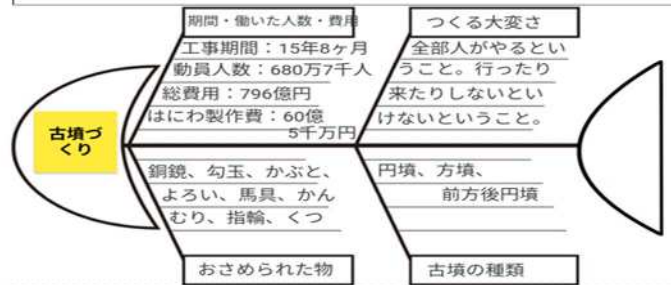 期間・働いた人数・費用
工事期間：15年8ヶ月
動員人数：680万7千人
総費用：796億円
はにわ製作費：60億
5千万円
つくる大変さ
全部人がやるとい
うこと。行ったり
来たりしないとい
けないということ。
古墳づ
くり
銅鏡、勾玉、かぶと、
よろい、馬具、かん
むり、指輪、くつ
おさめられた物
円墳、方墳、
前方後円墳
古墳の種類